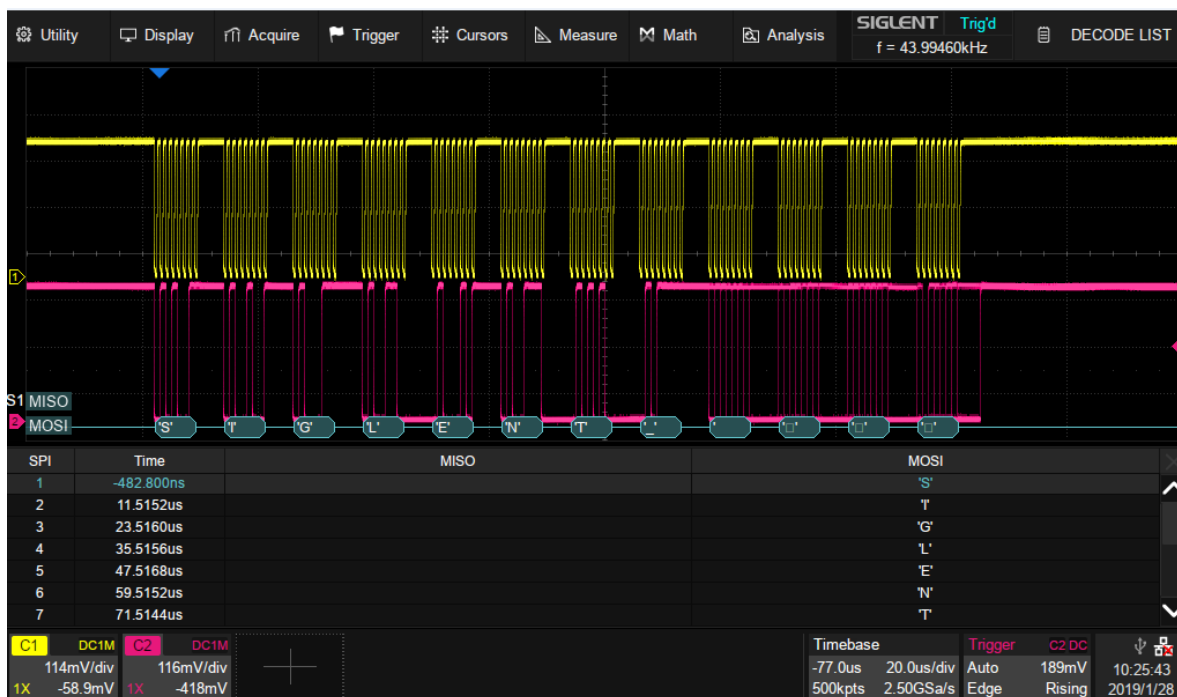 Utility Display Acquire Trigger Cursors Measure Math Analysis SIGLENT Trig'd DECODE LIST
f = 43.99460kHz
1
S1 MISO
2 MOSI 'S' 'I' 'G' 'L' 'E' 'N' 'T' '_' ' '□' '□' '□'
SPI Time MISO MOSI
1 -482.800ns 'S'
2 11.5152us 'I'
3 23.5160us 'G'
4 35.5156us 'L'
5 47.5168us 'E'
6 59.5152us 'N'
7 71.5144us 'T'
C1 DC1M C2 DC1M Timebase Trigger C2 DC
114mV/div 116mV/div -77.0us 20.0us/div Auto 189mV 10:25:43
1X -58.9mV 1X -418mV 500kpts 2.50GSa/s Edge Rising 2019/1/28